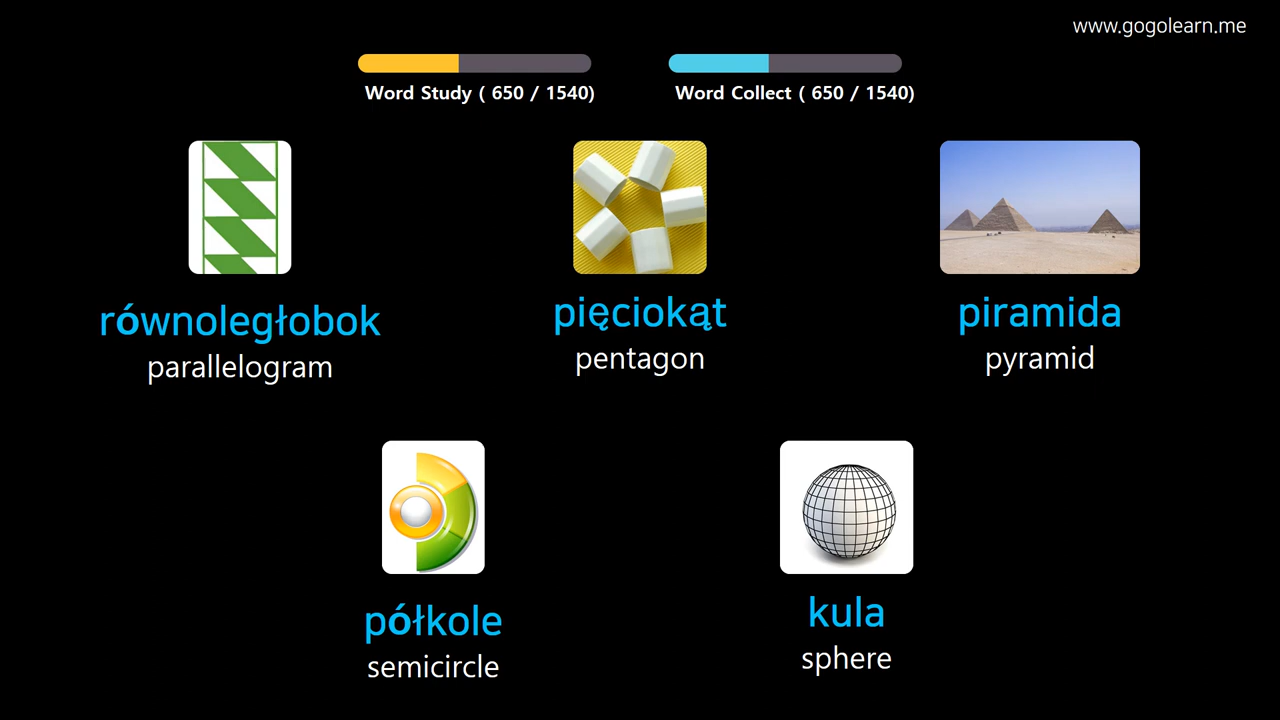 www.gogolearn.me
Word Study ( 650 / 1540)
Word Collect ( 650 / 1540)
równoległobok
parallelogram
pięciokąt
pentagon
piramida
pyramid
półkole
semicircle
kula
sphere